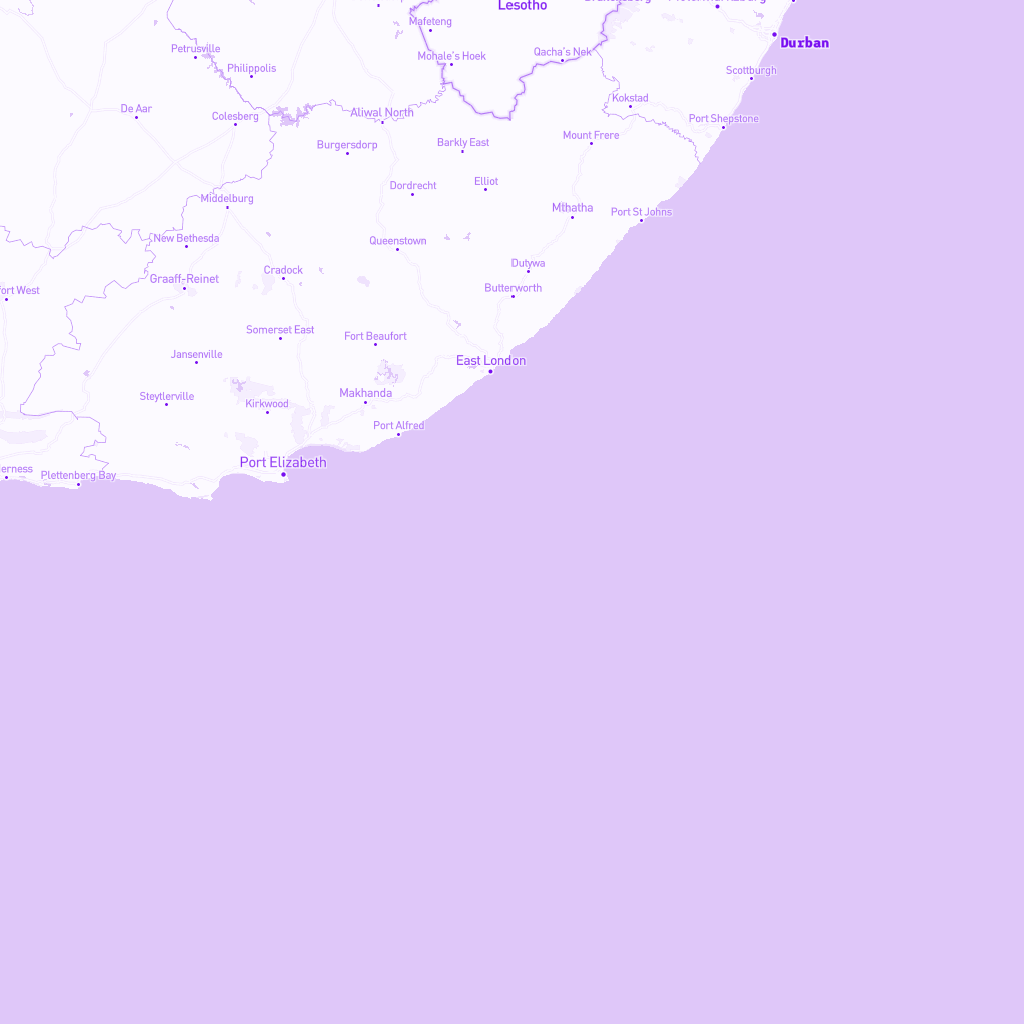 Lesotho
Mafeteng
Durban
Petrusville
Mohale's Hoek
Qacha's Nek
Philippolis
Scottburgh
Kokstad
De Aar
Colesberg
Aliwal North
Port Shepstone
Mount Frere
Burgersdorp
Barkly East
Elliot
Dordrecht
Middelburg
Mthatha
Port St Johns
New Bethesda
Queenstown
Dutywa
Cradock
Graaff-Reinet
Butterworth
ort West
Somerset East
Fort Beaufort
Jansenville
East London
Steytlerville
Makhanda
Kirkwood
Port Alfred
Port Elizabeth
erness
Plettenberg Bay